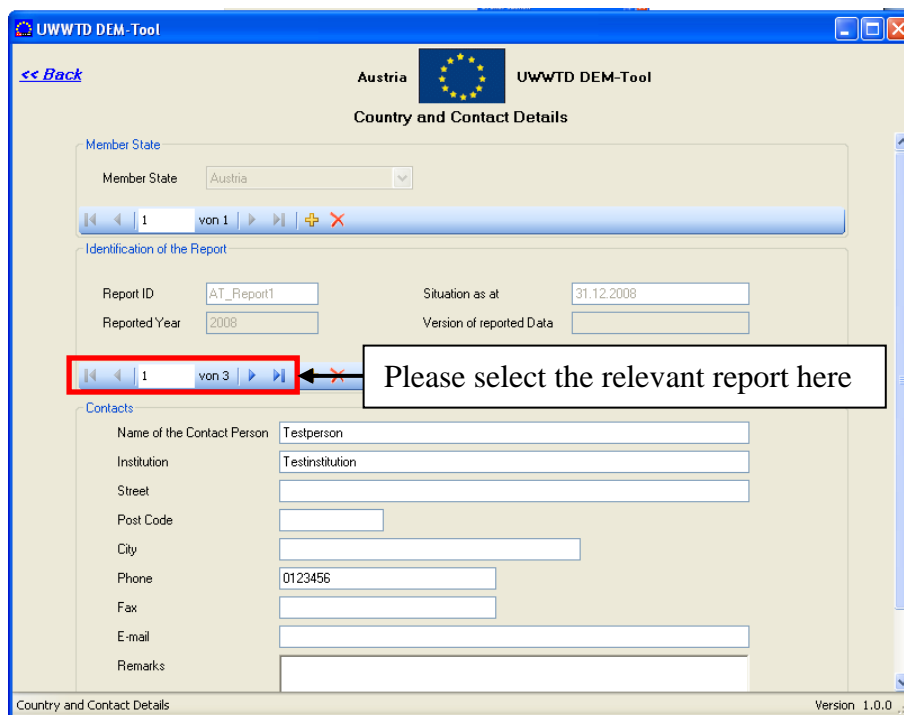 UWWTD DEM-Tool
<< Back
Austria UWWTD DEM-Tool
Country and Contact Details
Member State
Member State Austria
1 von 1
Identification of the Report
Report ID AT_Report1 Situation as at 31.12.2008
Reported Year 2008 Version of reported Data
1 von 3
Please select the relevant report here
Contacts
Name of the Contact Person Testperson
Institution Testinstitution
Street
Post Code
City
Phone 0123456
Fax
E-mail
Remarks
Country and Contact Details Version 1.0.0